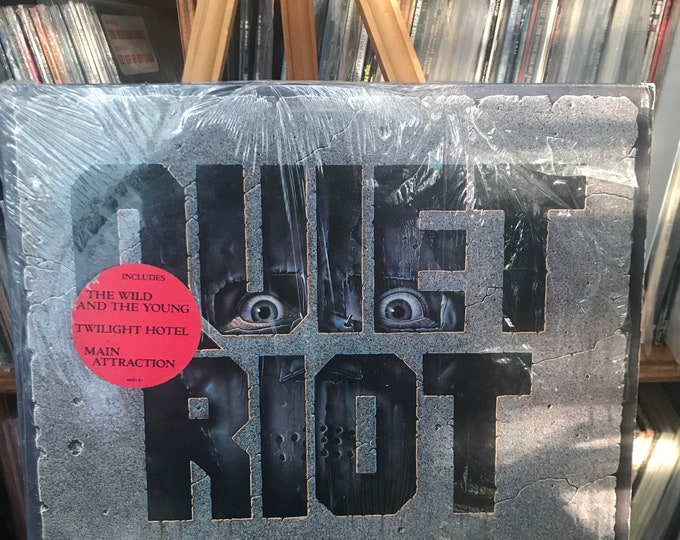 QUIET
INCLUDES
THE WILD
AND THE YOUNG
TWILIGHT HOTEL
MAIN
ATTRACTION
RIOT